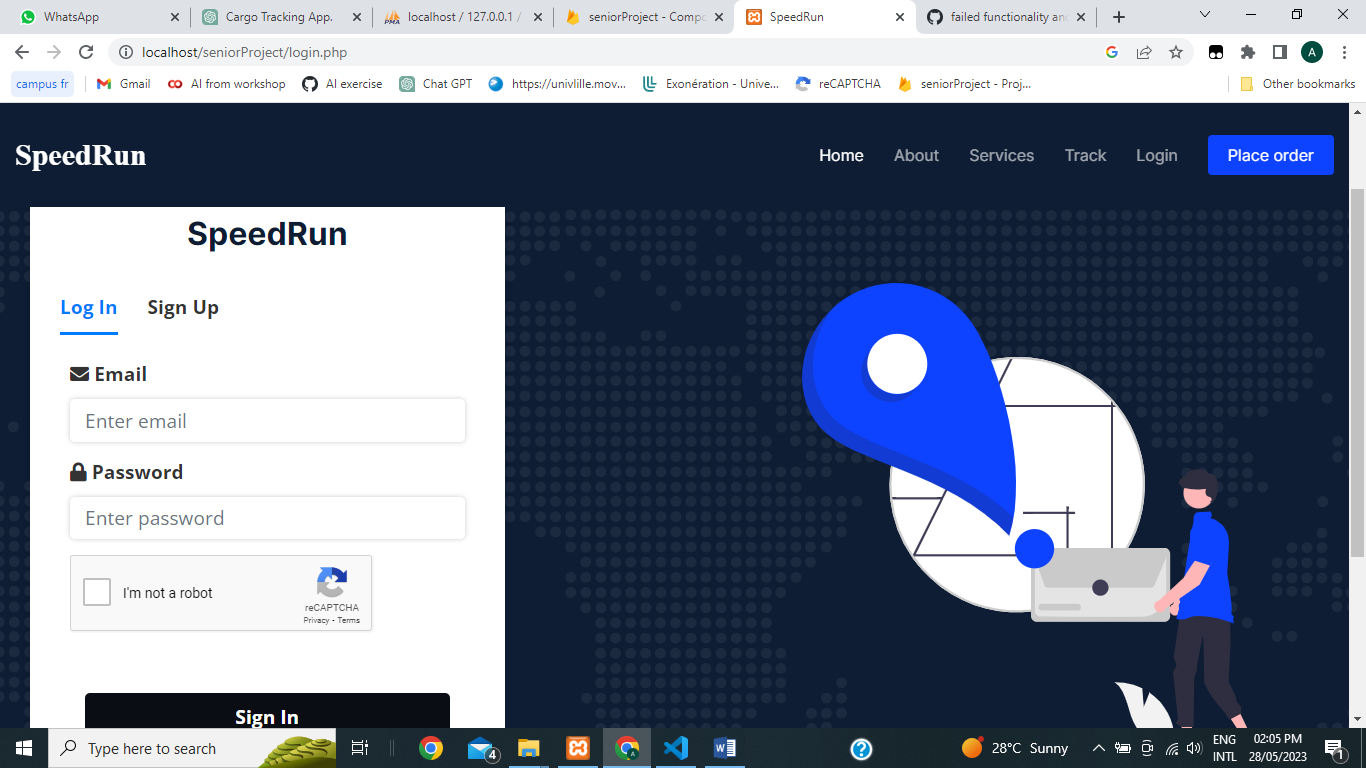 WhatsApp
Cargo Tracking App.
localhost / 127.0.0.1 /
seniorProject - Compo
SpeedRun
failed functionality an
localhost/seniorProject/login.php
A
campus fr
Gmail
AI from workshop
AI exercise
Chat GPT
https://univlille.mov...
Exonération - Unive...
reCAPTCHA
seniorProject - Proj...
Other bookmarks
SpeedRun
Home
About
Services
Track
Login
Place order
SpeedRun
Log In
Sign Up
Email
Enter email
Password
Enter password
I'm not a robot
reCAPTCHA
Privacy - Terms
Sign In
Type here to search
4
28°C Sunny
ENG
INTL
02:05 PM
28/05/2023
1